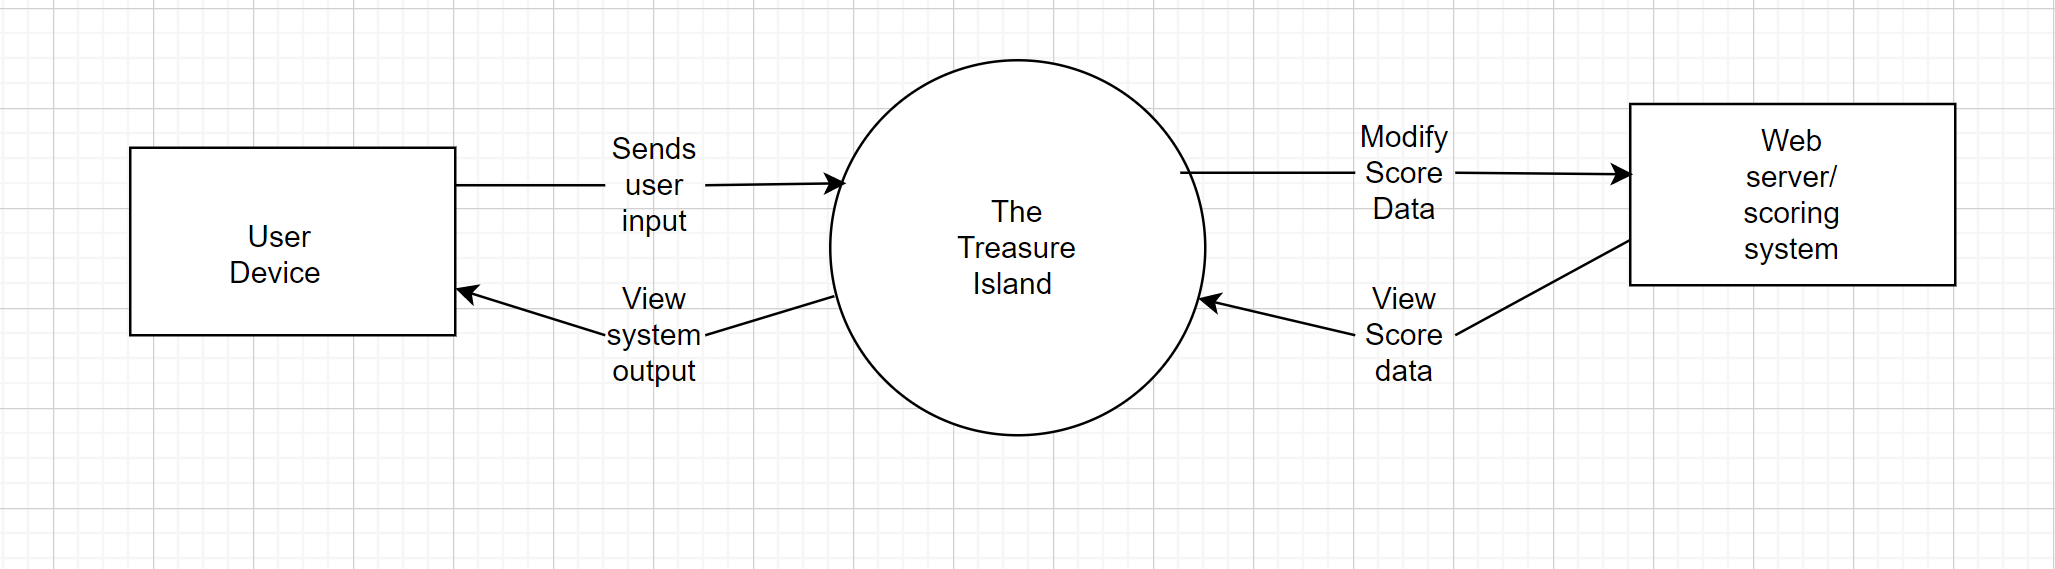 User
Device
Sends
user
input
View
system
output
The
Treasure
Island
Modify
Score
Data
View
Score
data
Web
server/
scoring
system